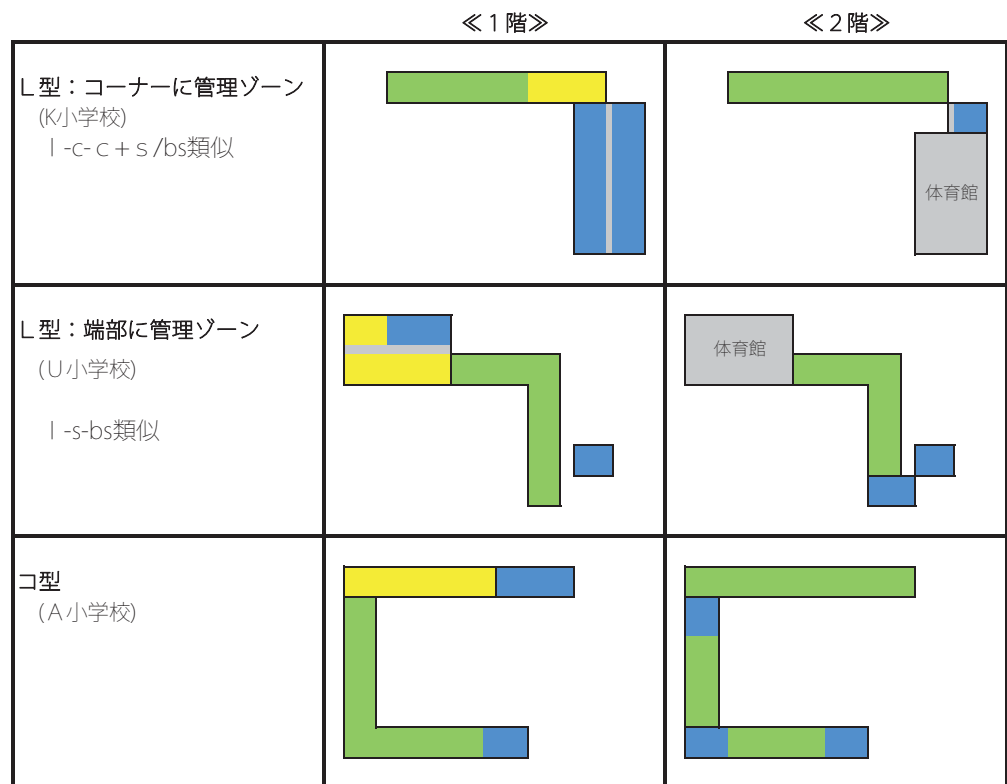 ≪１階≫
≪２階≫
Ｌ型：コーナーに管理ゾーン
(K小学校)
ｌ-c-ｃ+ｓ/bs類似
体育館
Ｌ型：端部に管理ゾーン
(Ｕ小学校)
ｌ-s-bs類似
体育館
コ型
(Ａ小学校)